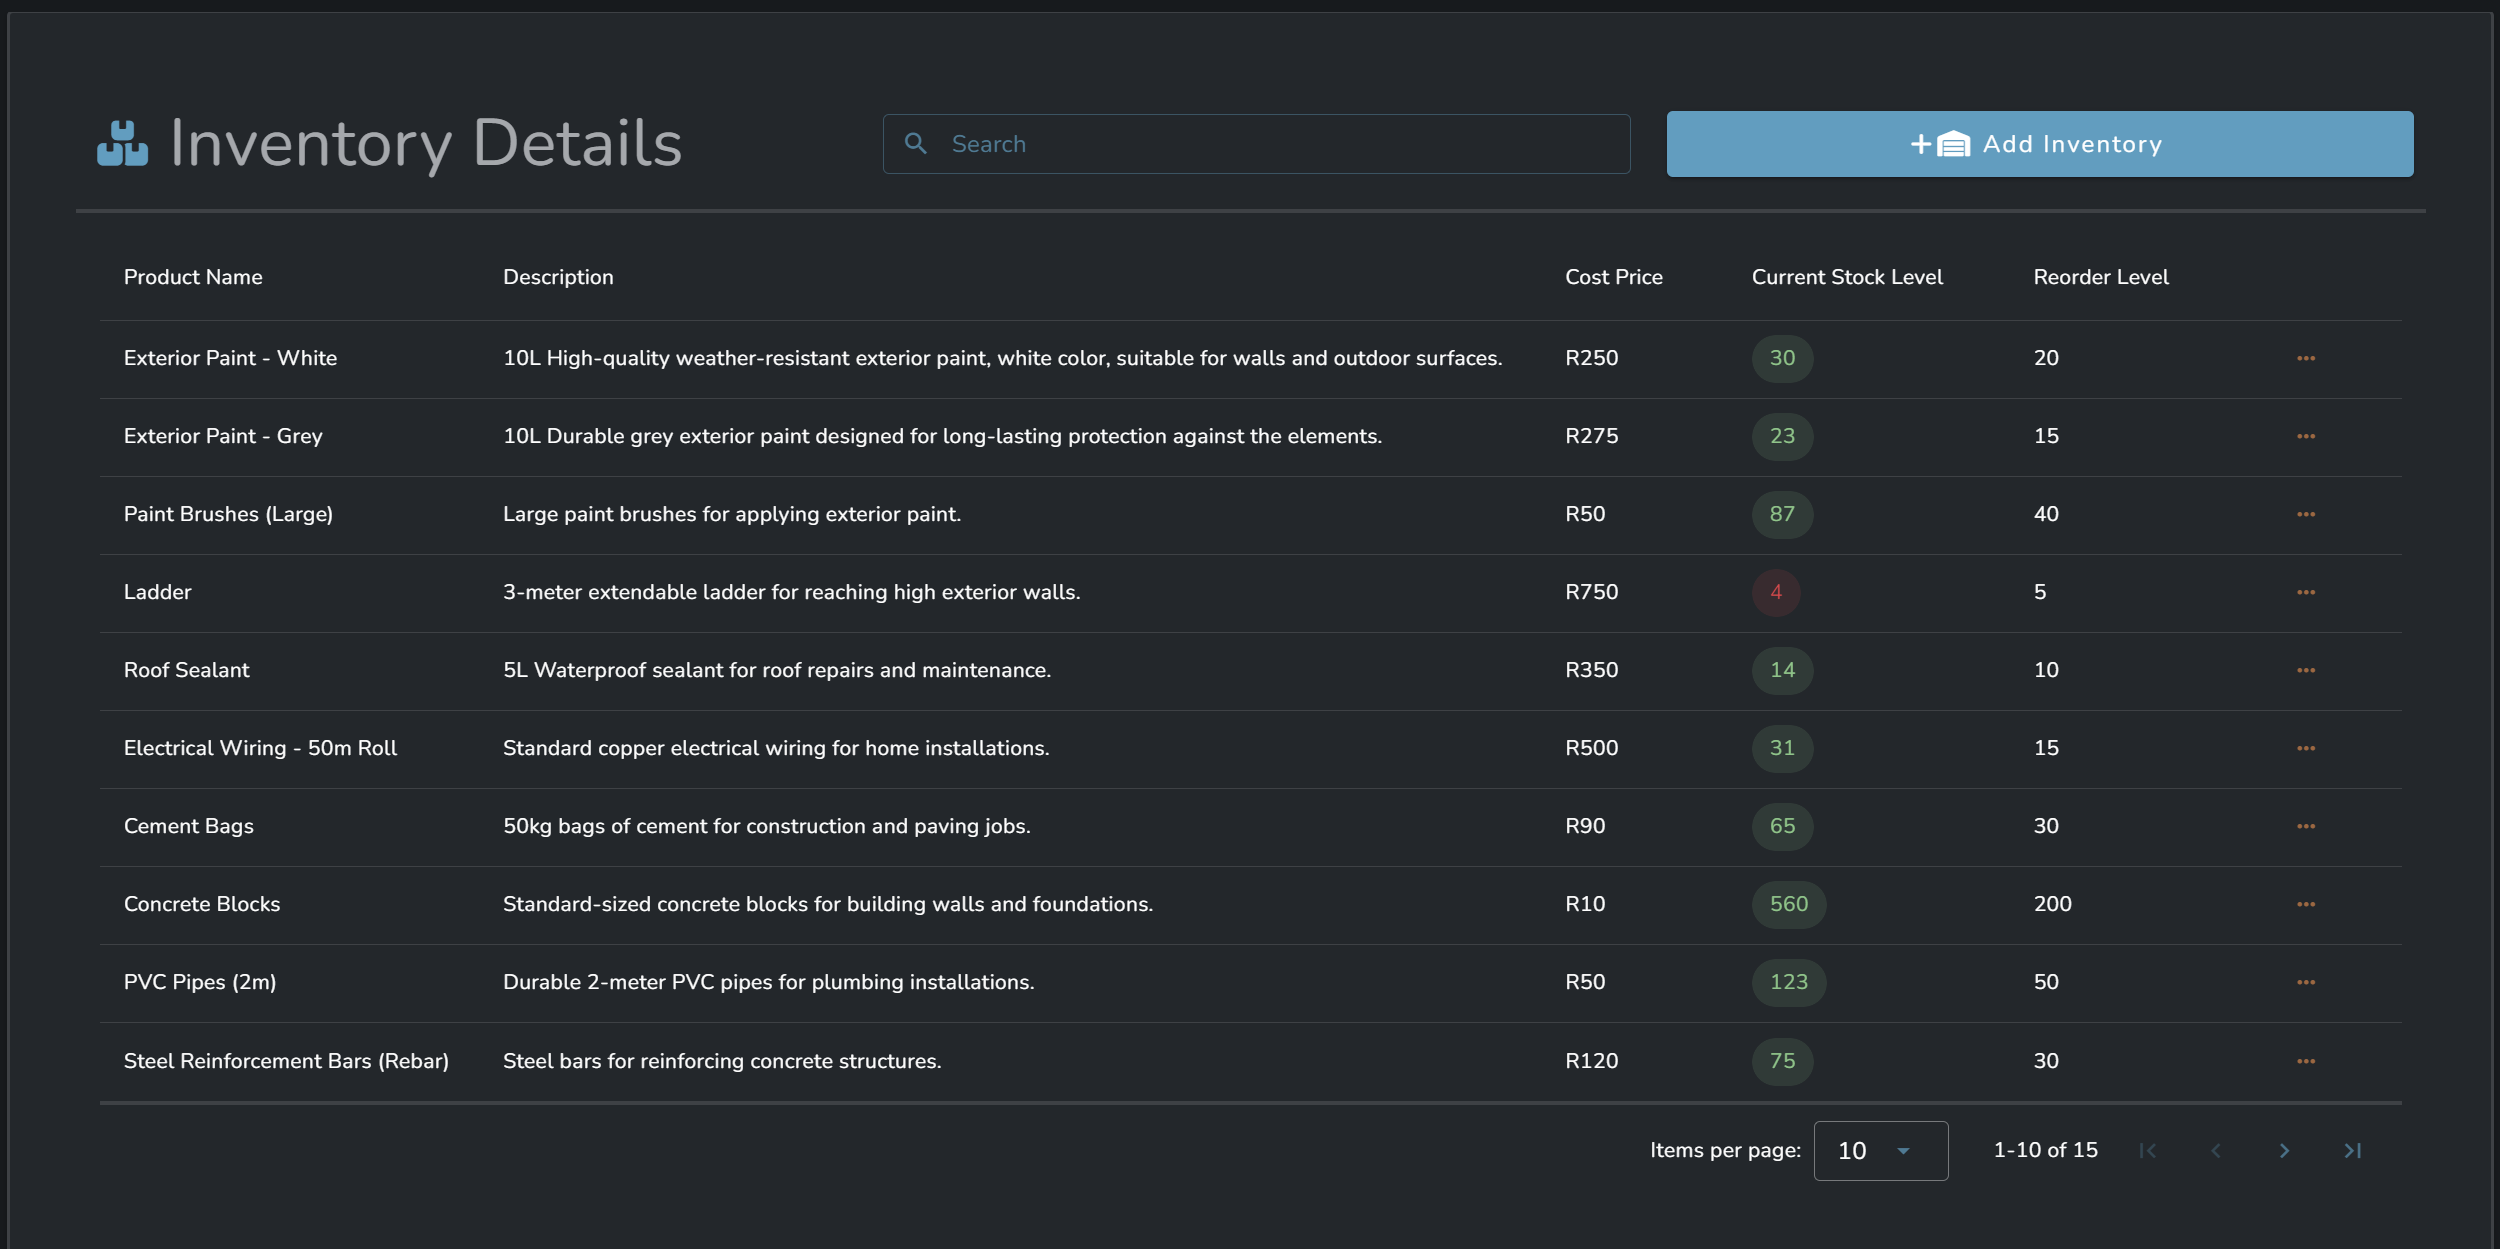 Inventory Details
Search
+ Add Inventory
Product Name Description Cost Price Current Stock Level Reorder Level
Exterior Paint - White 10L High-quality weather-resistant exterior paint, white color, suitable for walls and outdoor surfaces. R250 30 20
Exterior Paint - Grey 10L Durable grey exterior paint designed for long-lasting protection against the elements. R275 23 15
Paint Brushes (Large) Large paint brushes for applying exterior paint. R50 87 40
Ladder 3-meter extendable ladder for reaching high exterior walls. R750 4 5
Roof Sealant 5L Waterproof sealant for roof repairs and maintenance. R350 14 10
Electrical Wiring - 50m Roll Standard copper electrical wiring for home installations. R500 31 15
Cement Bags 50kg bags of cement for construction and paving jobs. R90 65 30
Concrete Blocks Standard-sized concrete blocks for building walls and foundations. R10 560 200
PVC Pipes (2m) Durable 2-meter PVC pipes for plumbing installations. R50 123 50
Steel Reinforcement Bars (Rebar) Steel bars for reinforcing concrete structures. R120 75 30
Items per page: 10 1-10 of 15